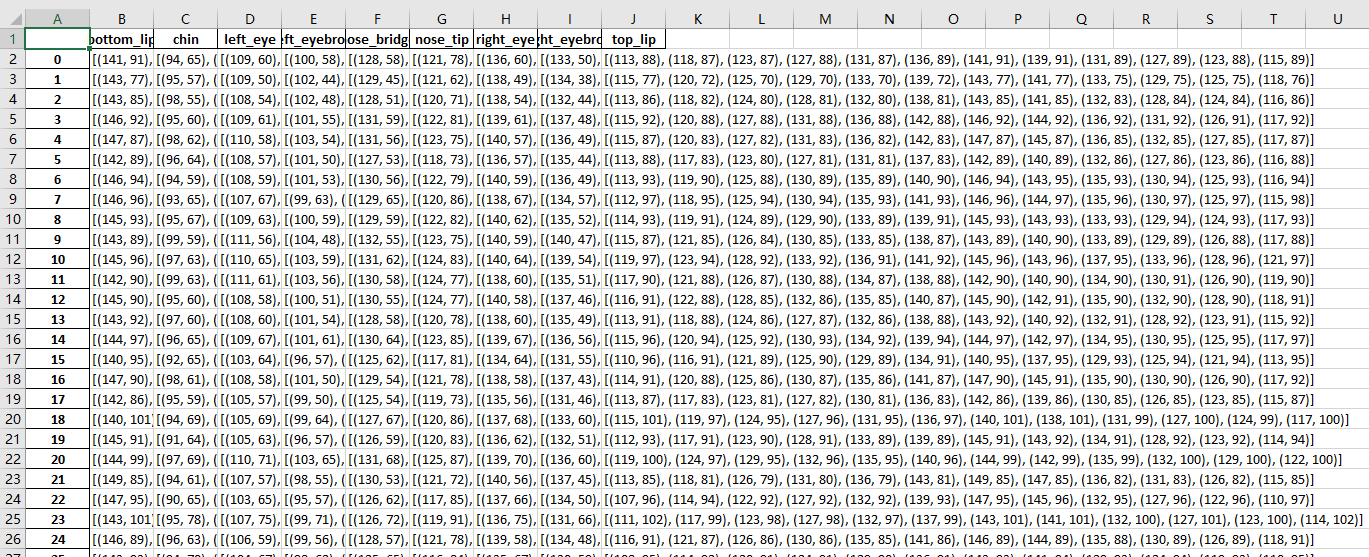 A B C D E F G H I J K L M N O P Q R S T U
1 bottom_lip chin left_eye eft_eyebro ose_bridg nose_tip right_eye ght_eyebro top_lip
2 0 [(141, 91), [(94, 65), ( [(109, 60), [(100, 58), [(128, 58), [(121, 78), [(136, 60), [(133, 50), [(113, 88), (118, 87), (123, 87), (127, 88), (131, 87), (136, 89), (141, 91), (139, 91), (131, 89), (127, 89), (123, 88), (115, 89)]
3 1 [(143, 77), [(95, 57), ( [(109, 50), [(102, 44), [(129, 45), [(121, 62), [(138, 49), [(134, 38), [(115, 77), (120, 72), (125, 70), (129, 70), (133, 70), (139, 72), (143, 77), (141, 77), (133, 75), (129, 75), (125, 75), (118, 76)]
4 2 [(143, 85), [(98, 55), ( [(108, 54), [(102, 48), [(128, 51), [(120, 71), [(138, 54), [(132, 44), [(113, 86), (118, 82), (124, 80), (128, 81), (132, 80), (138, 81), (143, 85), (141, 85), (132, 83), (128, 84), (124, 84), (116, 86)]
5 3 [(146, 92), [(95, 60), ( [(109, 61), [(101, 55), [(131, 59), [(122, 81), [(139, 61), [(137, 48), [(115, 92), (120, 88), (127, 88), (131, 88), (136, 88), (142, 88), (146, 92), (144, 92), (136, 92), (131, 92), (126, 91), (117, 92)]
6 4 [(147, 87), [(98, 62), ( [(110, 58), [(103, 54), [(131, 56), [(123, 75), [(140, 57), [(136, 49), [(115, 87), (120, 83), (127, 82), (131, 83), (136, 82), (142, 83), (147, 87), (145, 87), (136, 85), (132, 85), (127, 85), (117, 87)]
7 5 [(142, 89), [(96, 64), ( [(108, 57), [(101, 50), [(127, 53), [(118, 73), [(136, 57), [(135, 44), [(113, 88), (117, 83), (123, 80), (127, 81), (131, 81), (137, 83), (142, 89), (140, 89), (132, 86), (127, 86), (123, 86), (116, 88)]
8 6 [(146, 94), [(94, 59), ( [(108, 59), [(101, 53), [(130, 56), [(122, 79), [(140, 59), [(136, 49), [(113, 93), (119, 90), (125, 88), (130, 89), (135, 89), (140, 90), (146, 94), (143, 95), (135, 93), (130, 94), (125, 93), (116, 94)]
9 7 [(146, 96), [(93, 65), ( [(107, 67), [(99, 63), ( [(129, 65), [(120, 86), [(138, 67), [(134, 57), [(112, 97), (118, 95), (125, 94), (130, 94), (135, 93), (141, 93), (146, 96), (144, 97), (135, 96), (130, 97), (125, 97), (115, 98)]
10 8 [(145, 93), [(95, 67), ( [(109, 63), [(100, 59), [(129, 59), [(122, 82), [(140, 62), [(135, 52), [(114, 93), (119, 91), (124, 89), (129, 90), (133, 89), (139, 91), (145, 93), (143, 93), (133, 93), (129, 94), (124, 93), (117, 93)]
11 9 [(143, 89), [(99, 59), ( [(111, 56), [(104, 48), [(132, 55), [(123, 75), [(140, 59), [(140, 47), [(115, 87), (121, 85), (126, 84), (130, 85), (133, 85), (138, 87), (143, 89), (140, 90), (133, 89), (129, 89), (126, 88), (117, 88)]
12 10 [(145, 96), [(97, 63), ( [(110, 65), [(103, 59), [(131, 62), [(124, 83), [(140, 64), [(139, 54), [(119, 97), (123, 94), (128, 92), (133, 92), (136, 91), (141, 92), (145, 96), (143, 96), (137, 95), (133, 96), (128, 96), (121, 97)]
13 11 [(142, 90), [(99, 63), ( [(111, 61), [(103, 56), [(130, 58), [(124, 77), [(138, 60), [(135, 51), [(117, 90), (121, 88), (126, 87), (130, 88), (134, 87), (138, 88), (142, 90), (140, 90), (134, 90), (130, 91), (126, 90), (119, 90)]
14 12 [(145, 90), [(95, 60), ( [(108, 58), [(100, 51), [(130, 55), [(124, 77), [(140, 58), [(137, 46), [(116, 91), (122, 88), (128, 85), (132, 86), (135, 85), (140, 87), (145, 90), (142, 91), (135, 90), (132, 90), (128, 90), (118, 91)]
15 13 [(143, 92), [(97, 60), ( [(108, 60), [(101, 54), [(128, 58), [(120, 78), [(138, 60), [(135, 49), [(113, 91), (118, 88), (124, 86), (127, 87), (132, 86), (138, 88), (143, 92), (140, 92), (132, 91), (128, 92), (123, 91), (115, 92)]
16 14 [(144, 97), [(96, 65), ( [(109, 67), [(101, 61), [(130, 64), [(123, 85), [(139, 67), [(136, 56), [(115, 96), (120, 94), (125, 92), (130, 93), (134, 92), (139, 94), (144, 97), (142, 97), (134, 95), (130, 95), (125, 95), (117, 97)]
17 15 [(140, 95), [(92, 65), ( [(103, 64), [(96, 57), ( [(125, 62), [(117, 81), [(134, 64), [(131, 55), [(110, 96), (116, 91), (121, 89), (125, 90), (129, 89), (134, 91), (140, 95), (137, 95), (129, 93), (125, 94), (121, 94), (113, 95)]
18 16 [(147, 90), [(98, 61), ( [(108, 58), [(101, 50), [(129, 54), [(121, 78), [(138, 58), [(137, 43), [(114, 91), (120, 88), (125, 86), (130, 87), (135, 86), (141, 87), (147, 90), (145, 91), (135, 90), (130, 90), (126, 90), (117, 92)]
19 17 [(142, 86), [(95, 59), ( [(105, 57), [(99, 50), ( [(125, 54), [(119, 73), [(135, 56), [(131, 46), [(113, 87), (117, 83), (123, 81), (127, 82), (130, 81), (136, 83), (142, 86), (139, 86), (130, 85), (126, 85), (123, 85), (115, 87)]
20 18 [(140, 101) [(94, 69), ( [(105, 69), [(99, 64), ( [(127, 67), [(120, 86), [(137, 68), [(133, 60), [(115, 101), (119, 97), (124, 95), (127, 96), (131, 95), (136, 97), (140, 101), (138, 101), (131, 99), (127, 100), (124, 99), (117, 100)]
21 19 [(145, 91), [(91, 64), ( [(105, 63), [(96, 57), ( [(126, 59), [(120, 83), [(136, 62), [(132, 51), [(112, 93), (117, 91), (123, 90), (128, 91), (133, 89), (139, 89), (145, 91), (143, 92), (134, 91), (128, 92), (123, 92), (114, 94)]
22 20 [(144, 99), [(97, 69), ( [(110, 71), [(103, 65), [(131, 68), [(125, 87), [(139, 70), [(136, 60), [(119, 100), (124, 97), (129, 95), (132, 96), (135, 95), (140, 96), (144, 99), (142, 99), (135, 99), (132, 100), (129, 100), (122, 100)]
23 21 [(149, 85), [(94, 61), ( [(107, 57), [(98, 55), ( [(130, 53), [(121, 72), [(140, 56), [(137, 45), [(113, 85), (118, 81), (126, 79), (131, 80), (136, 79), (143, 81), (149, 85), (147, 85), (136, 82), (131, 83), (126, 82), (115, 85)]
24 22 [(147, 95), [(90, 65), ( [(103, 65), [(95, 57), ( [(126, 62), [(117, 85), [(137, 66), [(134, 50), [(107, 96), (114, 94), (122, 92), (127, 92), (132, 92), (139, 93), (147, 95), (145, 96), (132, 95), (127, 96), (122, 96), (110, 97)]
25 23 [(143, 101) [(95, 78), ( [(107, 75), [(99, 71), ( [(126, 72), [(119, 91), [(136, 75), [(131, 66), [(111, 102), (117, 99), (123, 98), (127, 98), (132, 97), (137, 99), (143, 101), (141, 101), (132, 100), (127, 101), (123, 100), (114, 102)]
26 24 [(146, 89), [(96, 63), ( [(106, 59), [(99, 56), ( [(128, 57), [(121, 78), [(139, 58), [(134, 48), [(116, 91), (121, 87), (126, 86), (130, 86), (135, 85), (141, 86), (146, 89), (144, 89), (135, 88), (130, 89), (126, 89), (118, 91)]